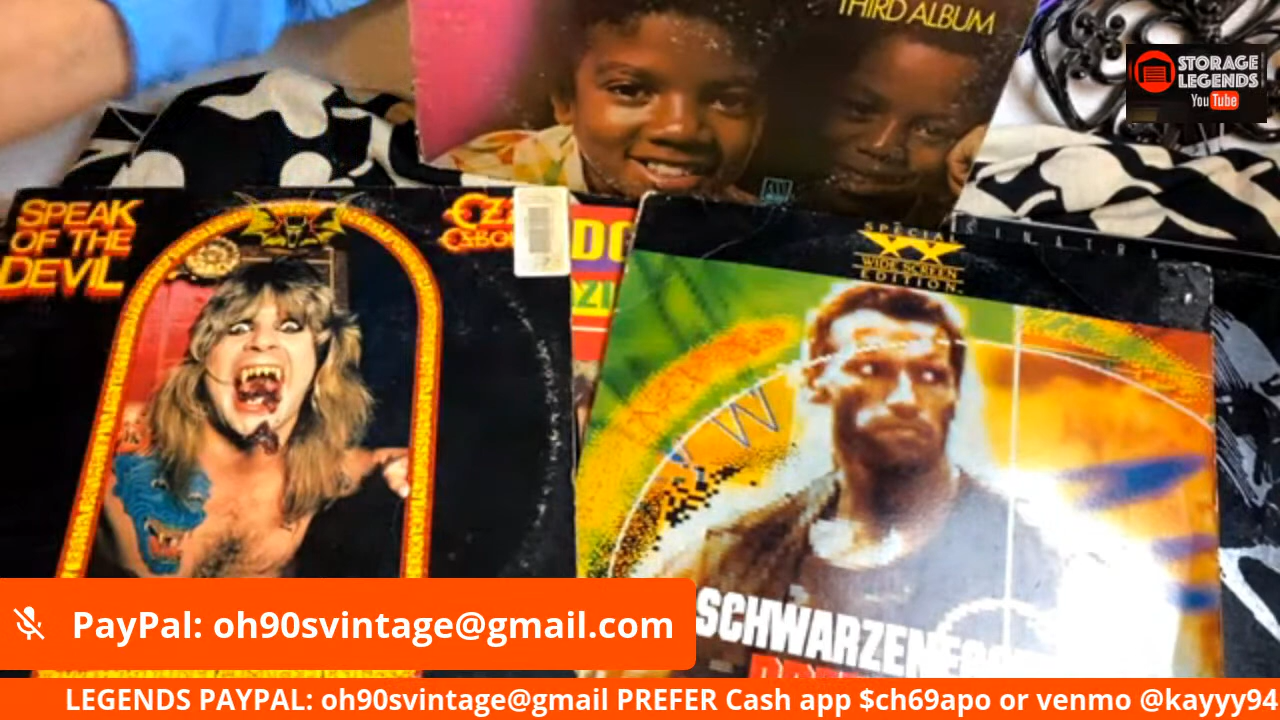 THIRD ALBUM
STORAGE
LEGENDS
YouTube
SPEAK
OF THE
DEVIL
SINATRA
SPECIAL
WIDE SCREEN
EDITION
SCHWARZENEGG
PayPal: oh90svintage@gmail.com
LEGENDS PAYPAL: oh90svintage@gmail PREFER Cash app $ch69apo or venmo @kayyy94